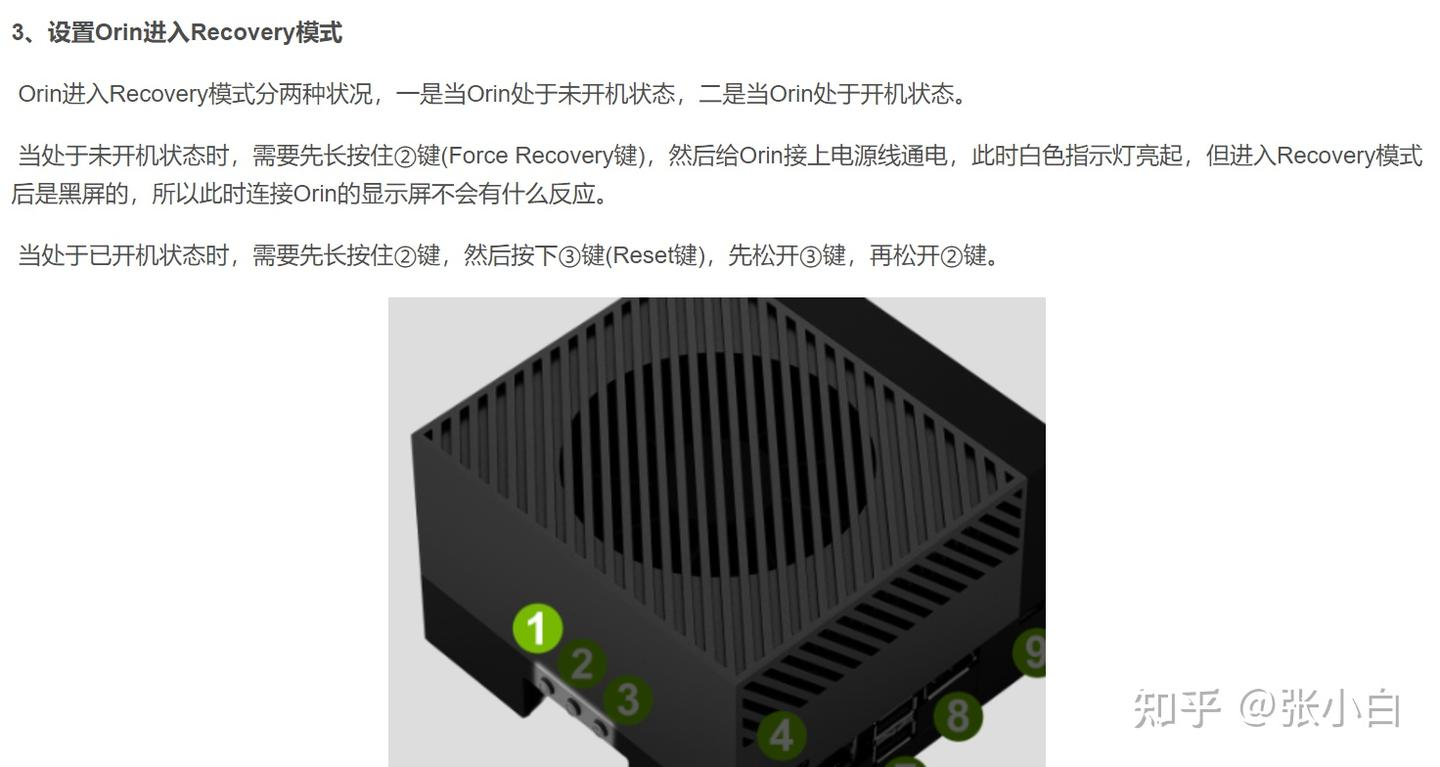 3、设置Orin进入Recovery模式
Orin进入Recovery模式分两种状况，一是当Orin处于未开机状态，二是当Orin处于开机状态。
当处于未开机状态时，需要先长按住②键(Force Recovery键)，然后给Orin接上电源线通电，此时白色指示灯亮起，但进入Recovery模式
后是黑屏的，所以此时连接Orin的显示屏不会有什么反应。
当处于已开机状态时，需要先长按住②键，然后按下③键(Reset键)，先松开③键，再松开②键。
1
2
3
4
8
9
知乎 @张小白